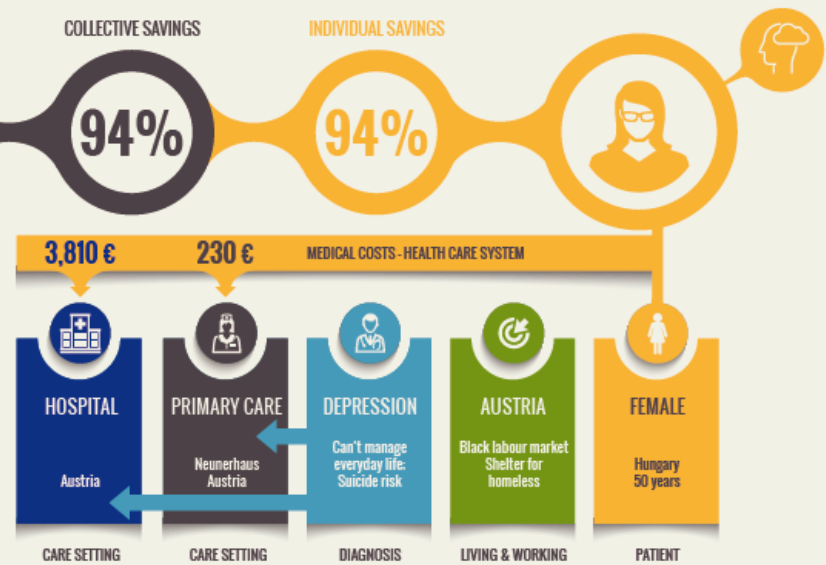 COLLECTIVE SAVINGS
INDIVIDUAL SAVINGS
94%
94%
3,810 €
230 €
MEDICAL COSTS - HEALTH CARE SYSTEM
HOSPITAL
Austria
CARE SETTING
PRIMARY CARE
Neunerhaus
Austria
CARE SETTING
DEPRESSION
Can't manage
everyday life;
Suicide risk
DIAGNOSIS
AUSTRIA
Black labour market
Shelter for
homeless
LIVING & WORKING
FEMALE
Hungary
50 years
PATIENT